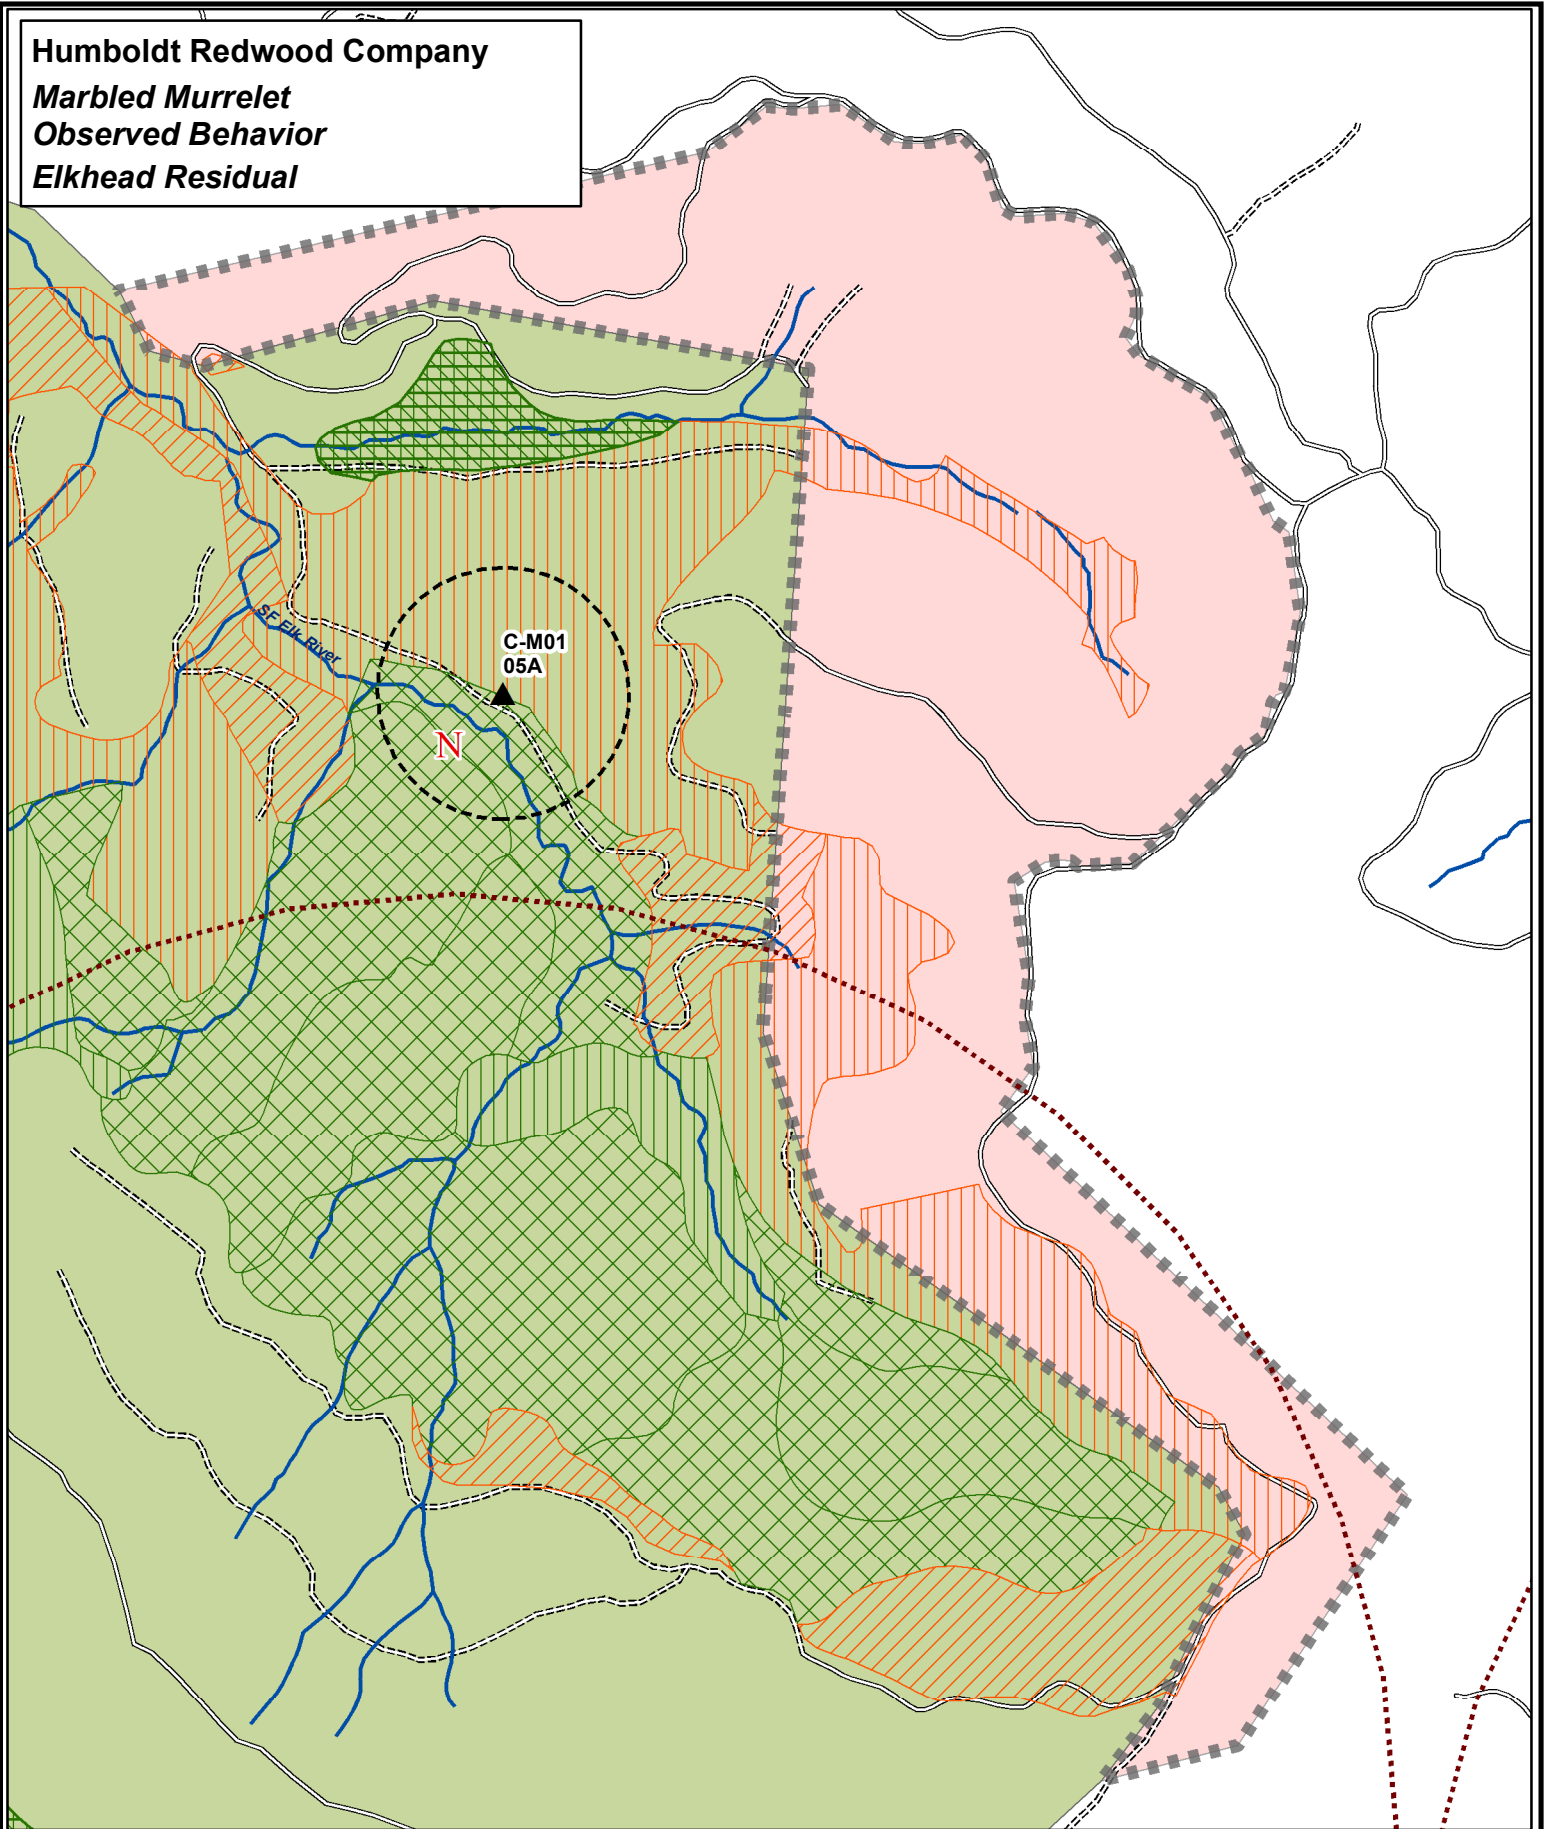 Humboldt Redwood Company
Marbled Murrelet
Observed Behavior
Elkhead Residual
SF Elk River
C-M01
05A
N